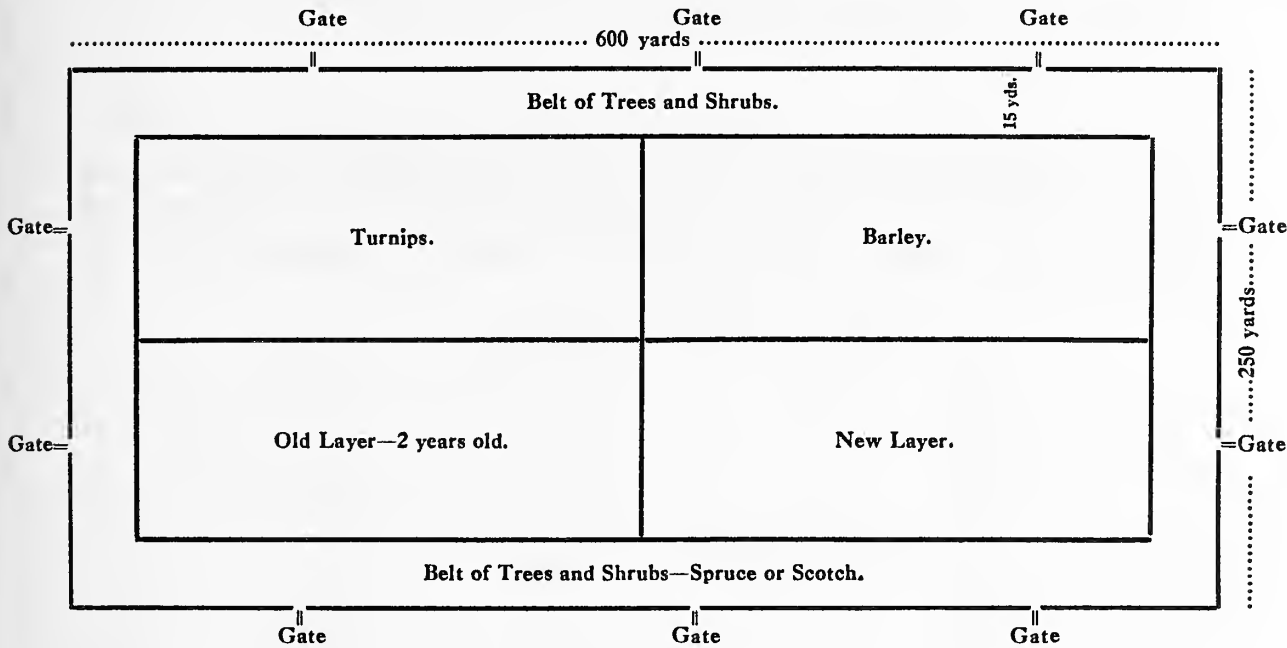 Gate Gate Gate
600 yards
Belt of Trees and Shrubs.
15 yds.
Gate Turnips. Barley. Gate
250 yards
Gate Old Layer—2 years old. New Layer. Gate
Belt of Trees and Shrubs—Spruce or Scotch.
Gate Gate Gate